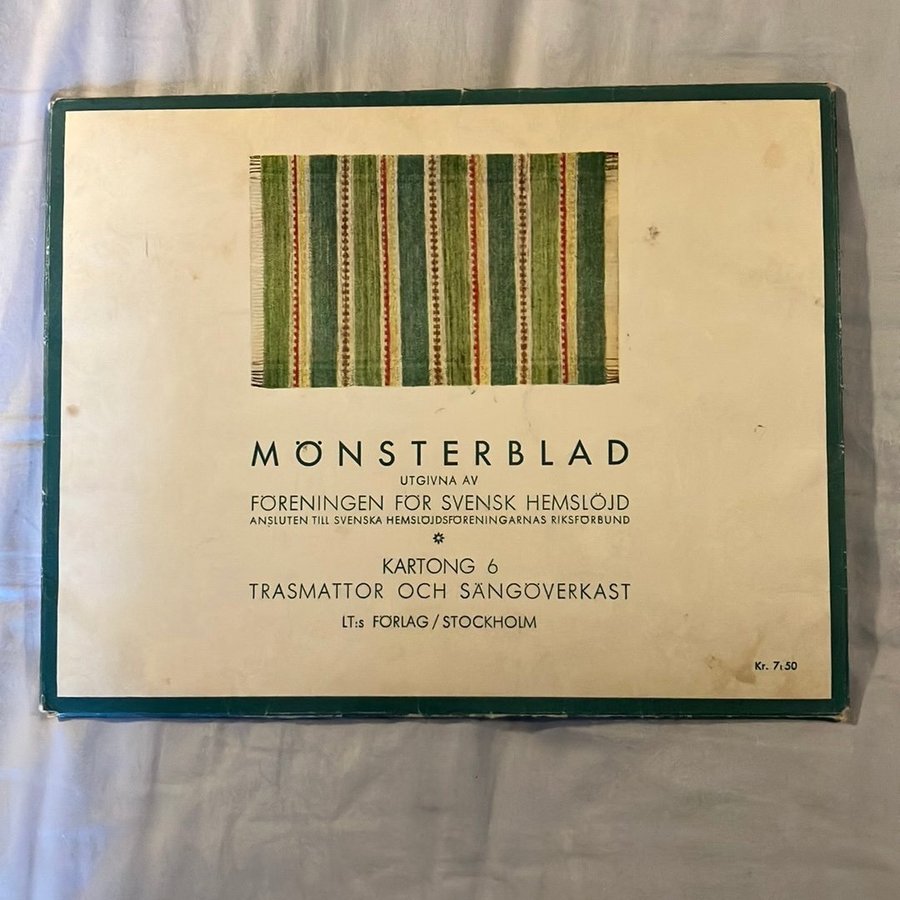 MÖNSTERBLAD
UTGIVNA AV
FÖRENINGEN FÖR SVENSK HEMSLÖJD
ANSLUTEN TILL SVENSKA HEMSLÖJDSFÖRENINGARNAS RIKSFÖRBUND
KARTONG 6
TRASMATTOR OCH SÄNGÖVERKAST
LT:s FÖRLAG/STOCKHOLM
Kr. 7:50